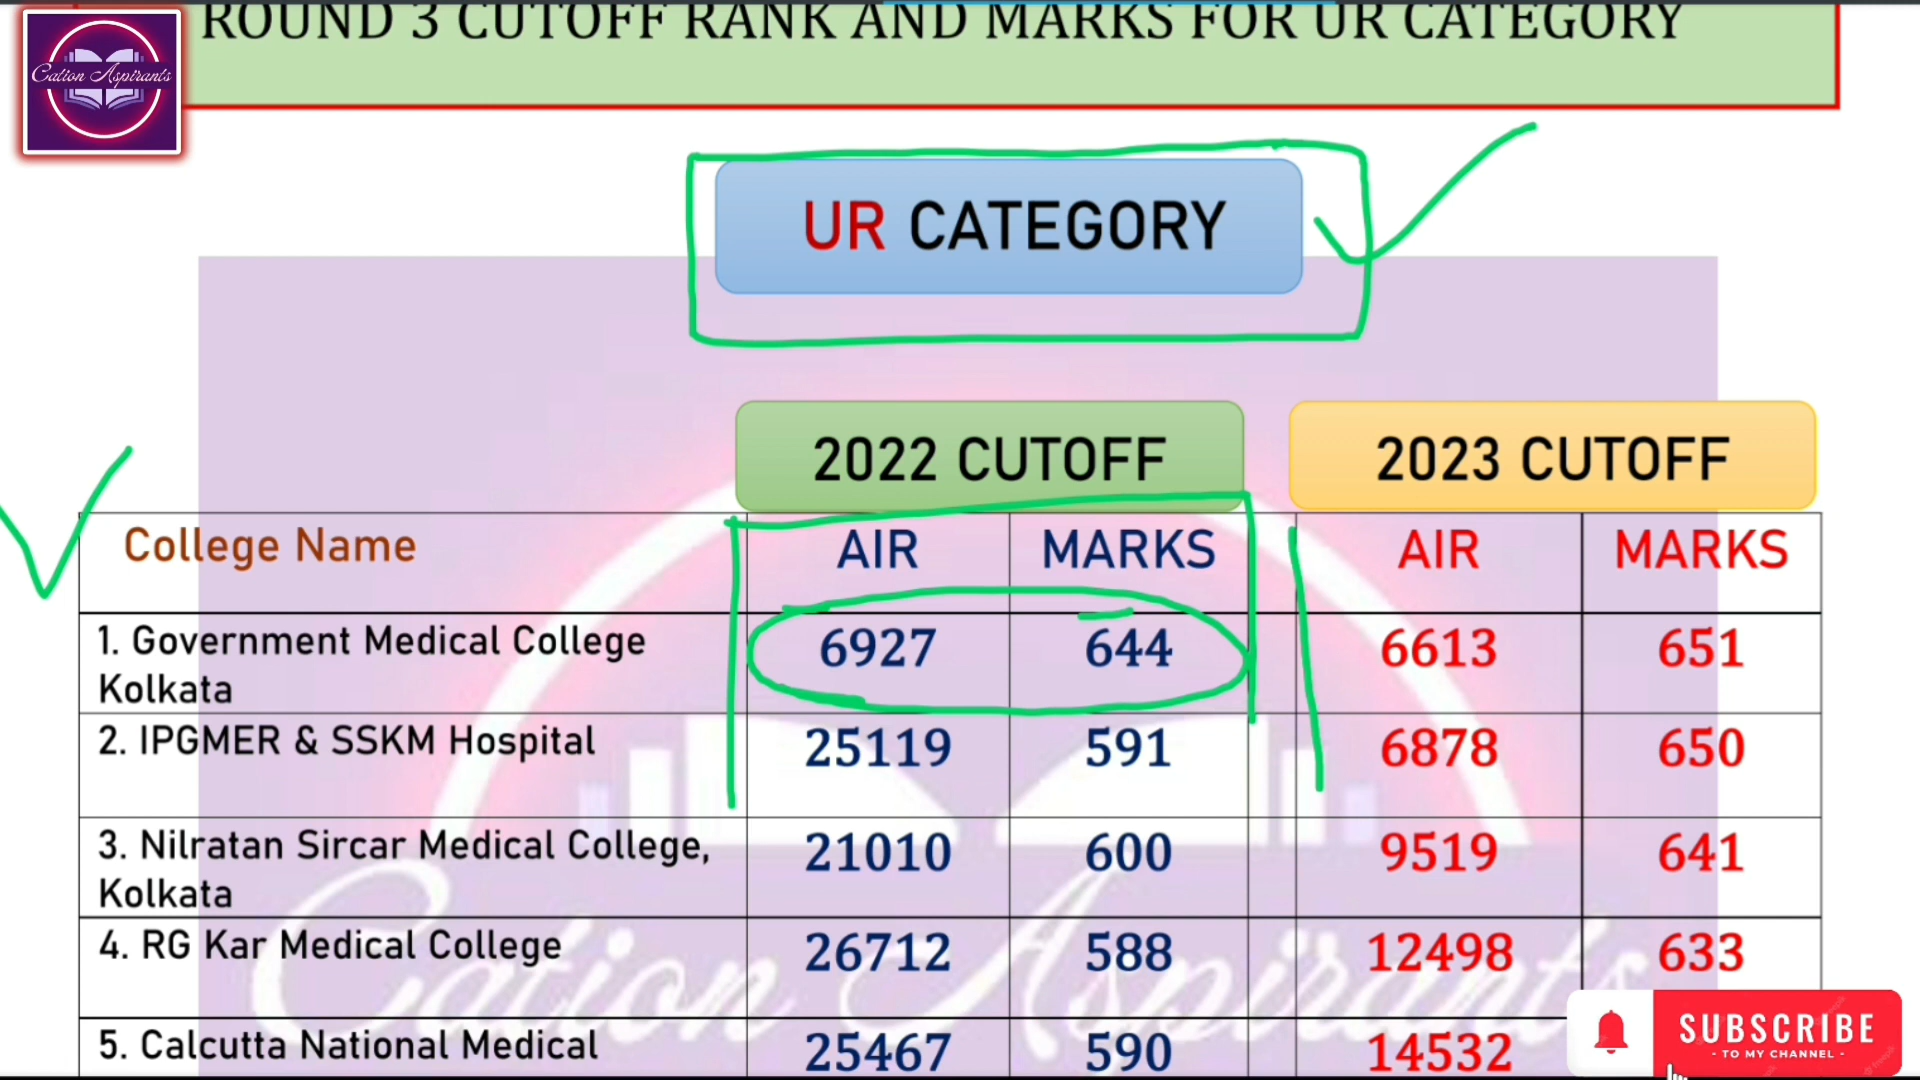 ROUND 3 CUTOFF RANK AND MARKS FOR UR CATEGORY
Cation Aspirants
UR CATEGORY
2022 CUTOFF 2023 CUTOFF
College Name AIR MARKS AIR MARKS
1. Government Medical College
Kolkata 6927 644 6613 651
2. IPGMER & SSKM Hospital 25119 591 6878 650
3. Nilratan Sircar Medical College,
Kolkata 21010 600 9519 641
4. RG Kar Medical College 26712 588 12498 633
5. Calcutta National Medical 25467 590 14532
Cation Aspirants
SUBSCRIBE
- TO MY CHANNEL -